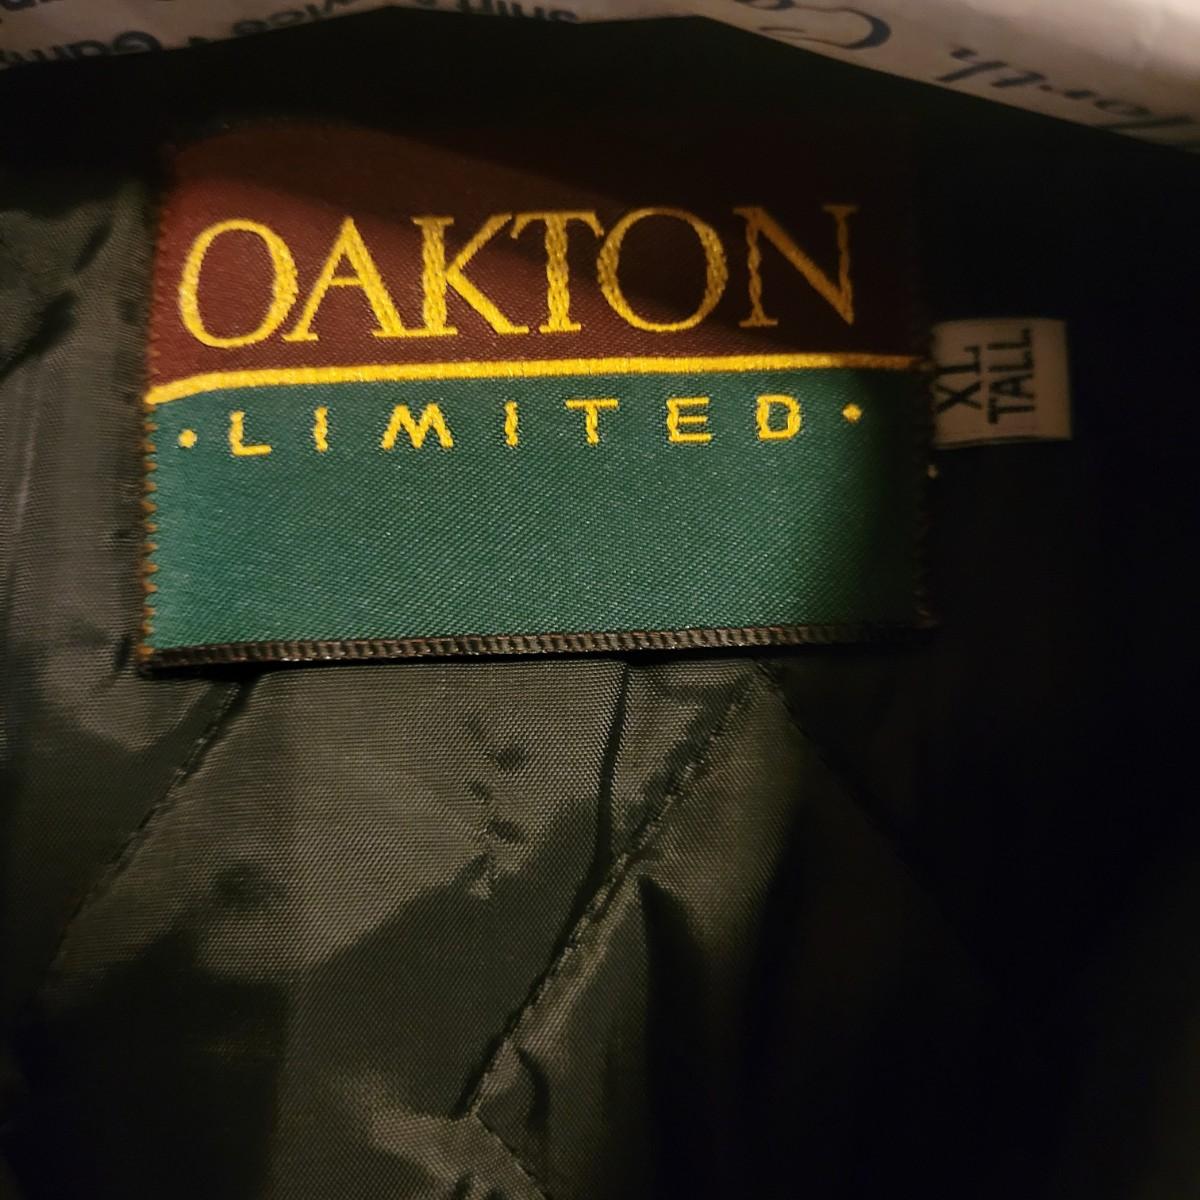 OAKTON
• LIMITED •
XL
TALL